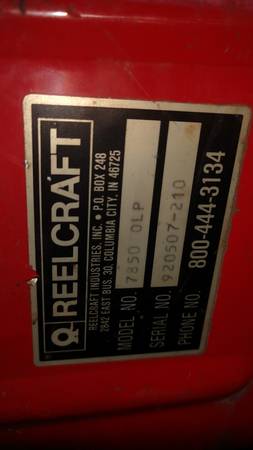 REELCRAFT
REELCRAFT INDUSTRIES, INC. • P.O. BOX 248
2842 EAST BUS. 30, COLUMBIA CITY, IN 46725
MODEL NO. 7850 OLP
SERIAL NO. 920507-210
PHONE NO. 800-444-3134